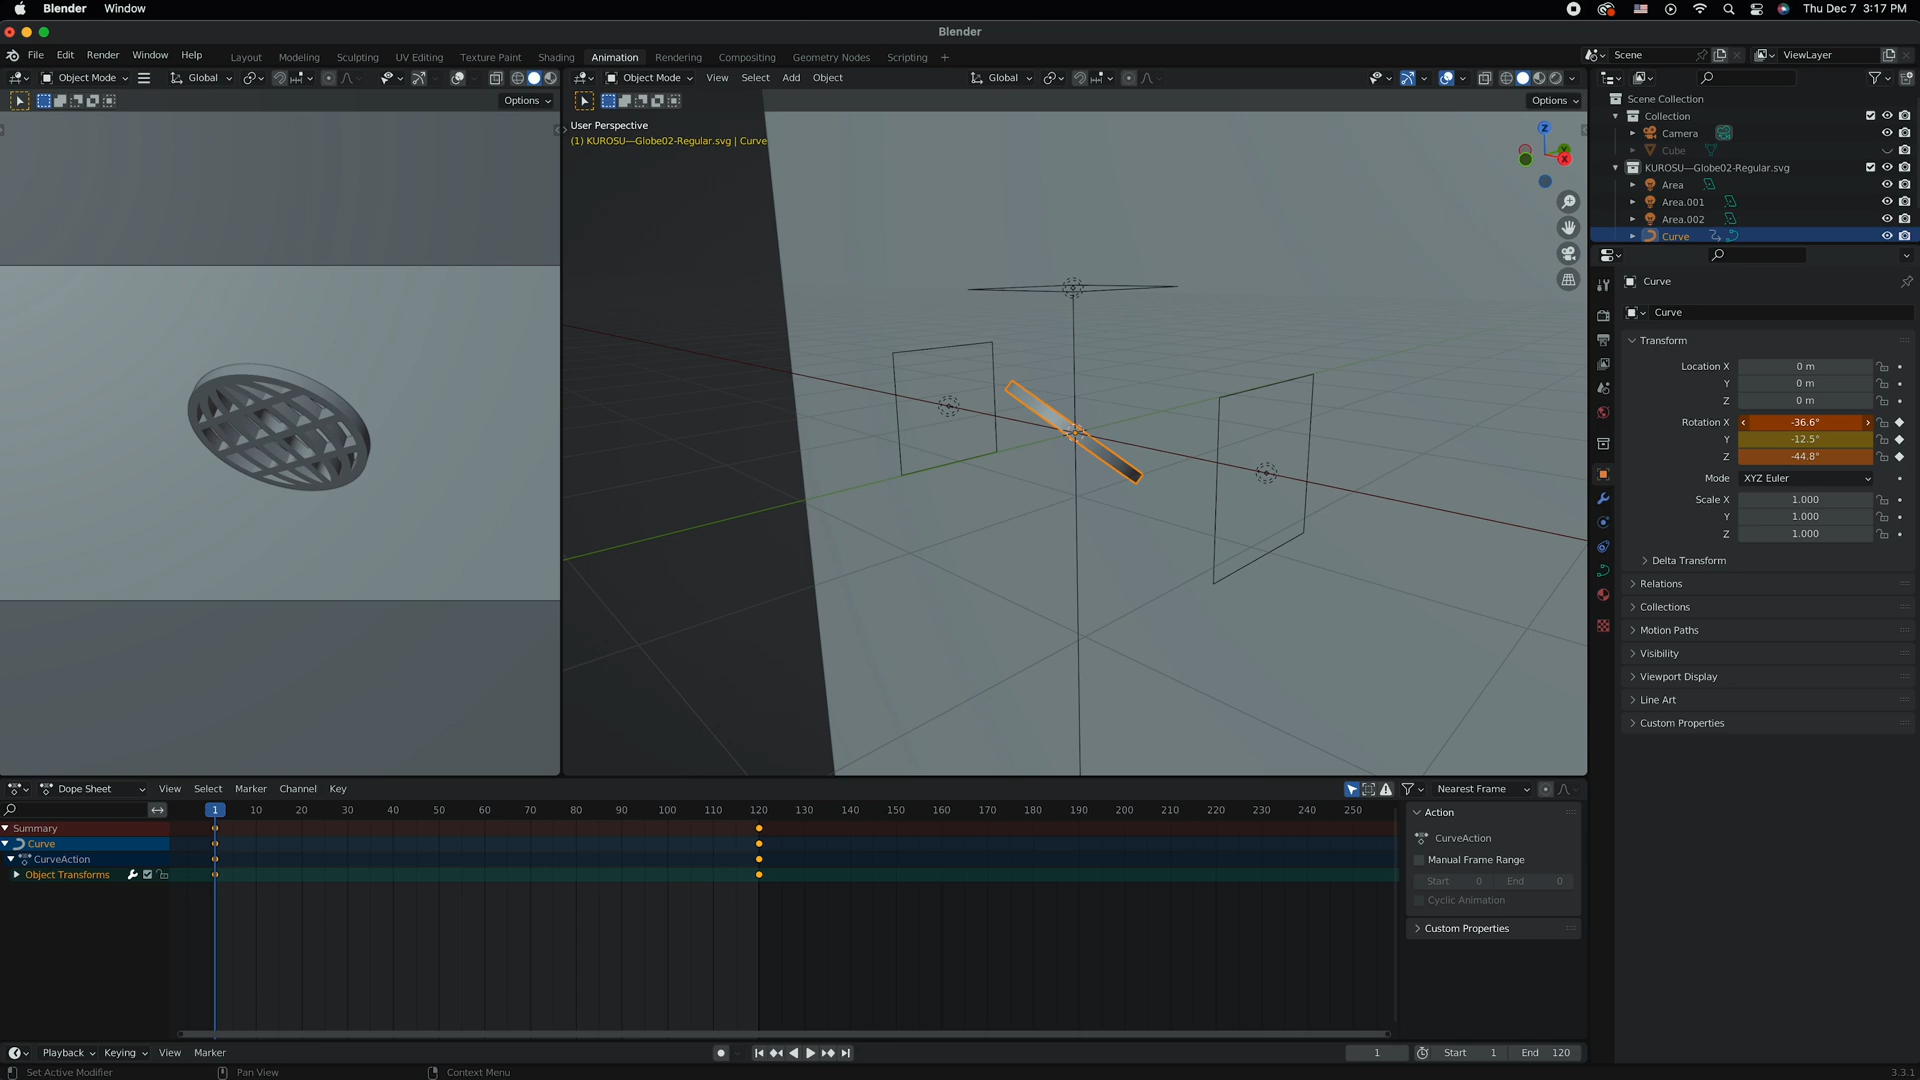 Blender Window Thu Dec 7 3:17 PM
Blender
File Edit Render Window Help Layout Modeling Sculpting UV Editing Texture Paint Shading Animation Rendering Compositing Geometry Nodes Scripting + Scene ViewLayer
Object Mode Global Object Mode View Select Add Object Global
Options Options
User Perspective
(1) KUROSU—Globe02-Regular.svg | Curve
Z
Y
X
Scene Collection
Collection
Camera
Cube
KUROSU—Globe02-Regular.svg
Area
Area.001
Area.002
Curve
Curve
Curve
Transform
Location X 0 m
Y 0 m
Z 0 m
Rotation X -36.6°
Y -12.5°
Z -44.8°
Mode XYZ Euler
Scale X 1.000
Y 1.000
Z 1.000
Delta Transform
Relations
Collections
Motion Paths
Visibility
Viewport Display
Line Art
Custom Properties
Dope Sheet View Select Marker Channel Key Nearest Frame
1 10 20 30 40 50 60 70 80 90 100 110 120 130 140 150 160 170 180 190 200 210 220 230 240 250
Summary
Curve
CurveAction
Object Transforms
Action
CurveAction
Manual Frame Range
Start 0 End 0
Cyclic Animation
Custom Properties
Playback Keying View Marker 1 Start 1 End 120
Set Active Modifier Pan View Context Menu 3.3.1